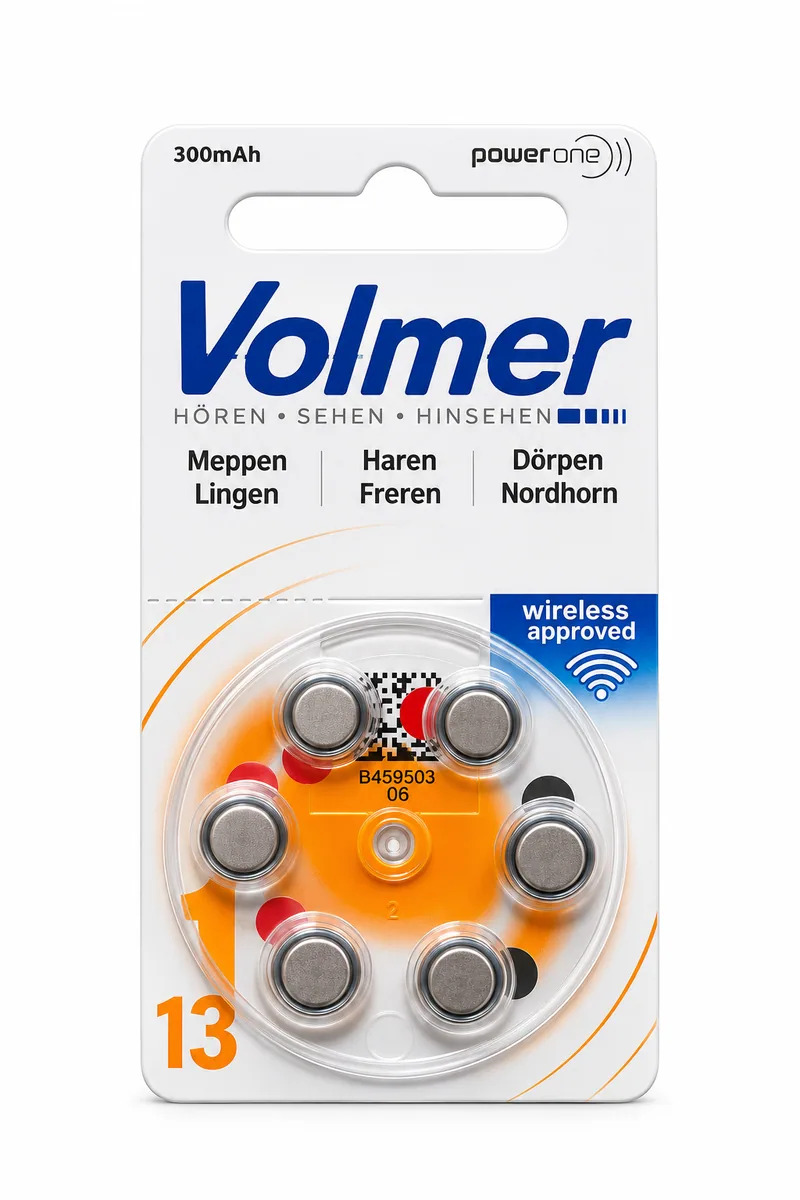 300mAh
power one
Volmer
HÖREN • SEHEN • HINSEHEN
Meppen
Lingen
Haren
Freren
Dörpen
Nordhorn
wireless
approved
B459503
06
2
1
13